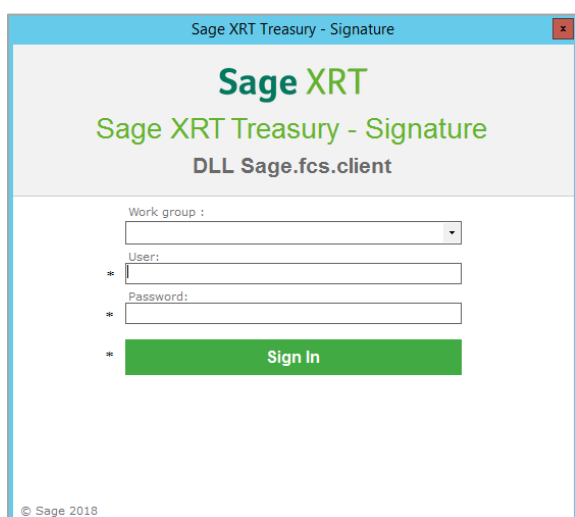 Sage XRT Treasury - Signature
x
Sage XRT
Sage XRT Treasury - Signature
DLL Sage.fcs.client
Work group :
User:
*
Password:
*
* Sign In
© Sage 2018